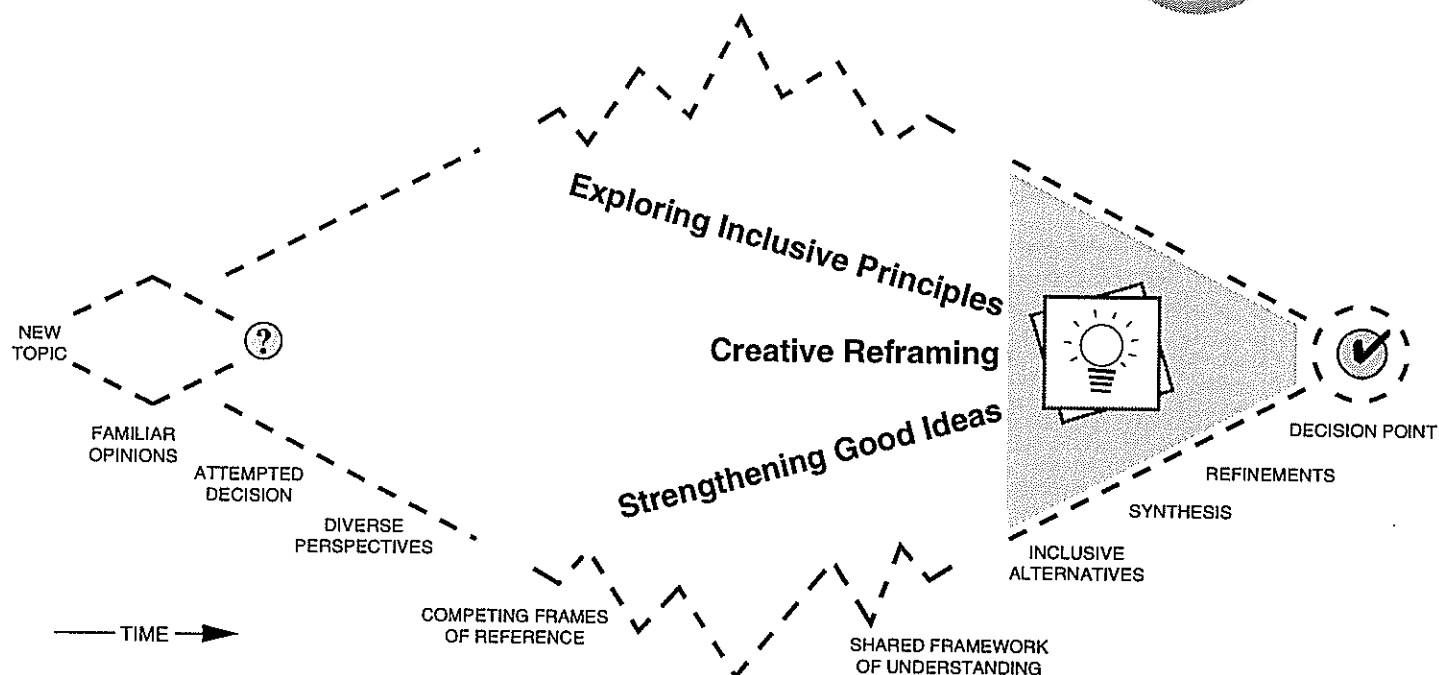 Exploring Inclusive Principles
Creative Reframing
Strengthening Good Ideas
NEW
TOPIC
?
FAMILIAR
OPINIONS
ATTEMPTED
DECISION
DIVERSE
PERSPECTIVES
COMPETING FRAMES
OF REFERENCE
SHARED FRAMEWORK
OF UNDERSTANDING
INCLUSIVE
ALTERNATIVES
SYNTHESIS
REFINEMENTS
DECISION POINT
TIME